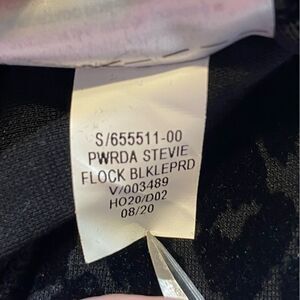 S/655511-00
PWRDA STEVIE
FLOCK BLKLEPRD
V/003489
HO20/D02
08/20